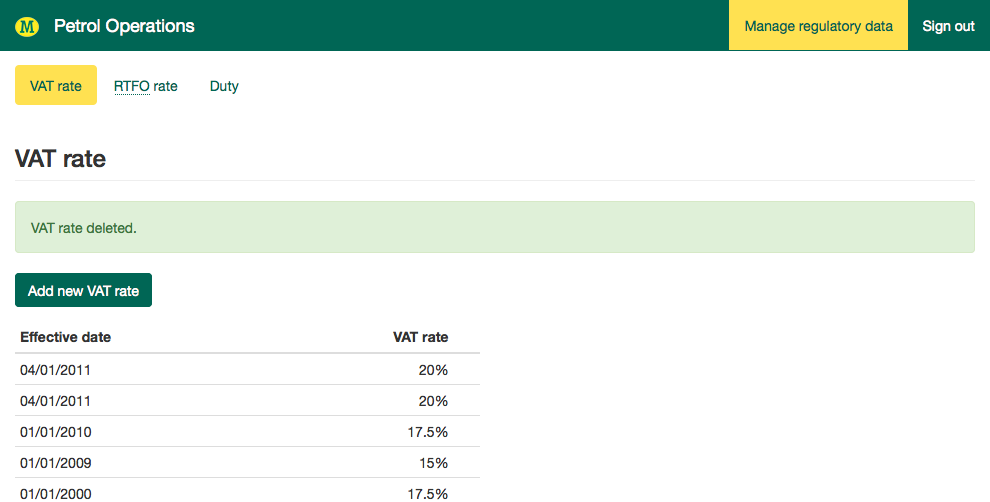 M Petrol Operations Manage regulatory data Sign out
VAT rate RTFO rate Duty
VAT rate
VAT rate deleted.
Add new VAT rate
Effective date VAT rate
04/01/2011 20%
04/01/2011 20%
01/01/2010 17.5%
01/01/2009 15%
01/01/2000 17.5%